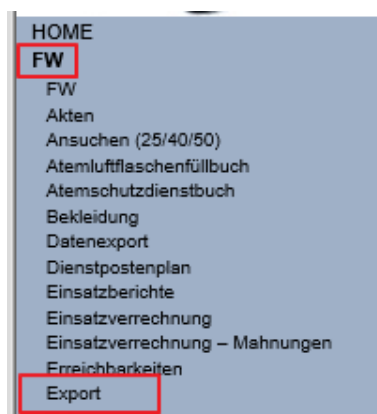 HOME
FW
FW
Akten
Ansuchen (25/40/50)
Atemluftflaschenfüllbuch
Atemschutzdienstbuch
Bekleidung
Datenexport
Dienstpostenplan
Einsatzberichte
Einsatzverrechnung
Einsatzverrechnung – Mahnungen
Erreichbarkeiten
Export